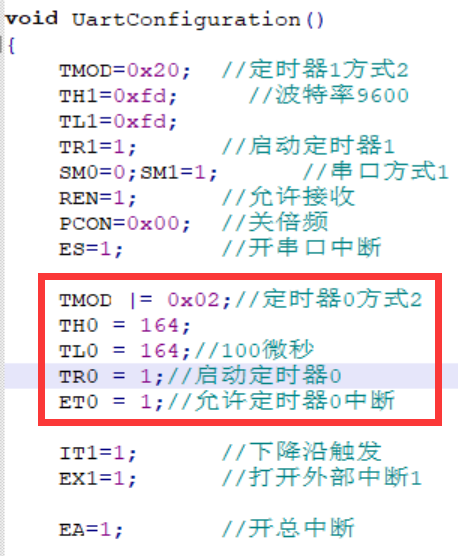 void UartConfiguration()
{
TMOD=0x20; //定时器1方式2
TH1=0xfd; //波特率9600
TL1=0xfd;
TR1=1; //启动定时器1
SM0=0;SM1=1; //串口方式1
REN=1; //允许接收
PCON=0x00; //关倍频
ES=1; //开串口中断
TMOD |= 0x02;//定时器0方式2
TH0 = 164;
TL0 = 164;//100微秒
TR0 = 1;//启动定时器0
ET0 = 1;//允许定时器0中断
IT1=1; //下降沿触发
EX1=1; //打开外部中断1
EA=1; //开总中断